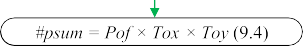 #psum = Pof × Tox × Toy (9.4)